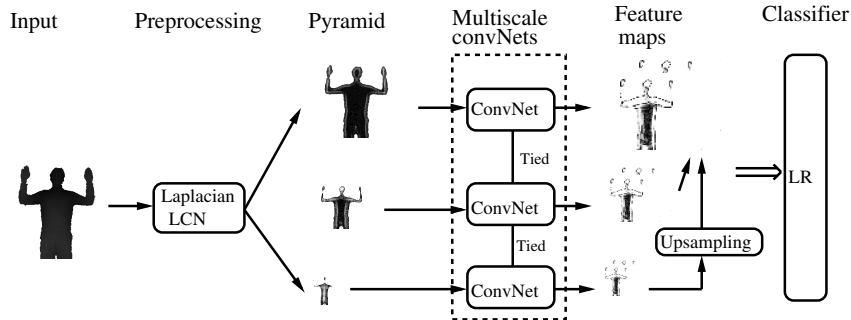 Input
Preprocessing
Pyramid
Multiscale
convNets
Feature
maps
Classifier
ConvNet
Tied
Laplacian
LCN
ConvNet
LR
Tied
Upsampling
ConvNet